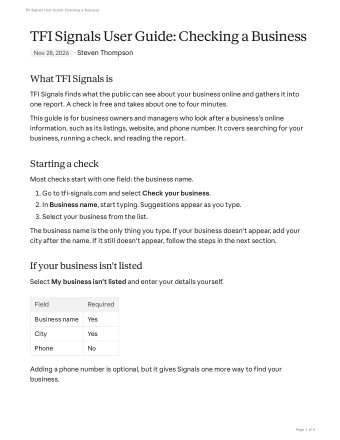 TFI Signals User Guide: Checking a Business
TFI Signals User Guide: Checking a Business
Nov 28, 2026 · Steven Thompson
What TFI Signals is
TFI Signals finds what the public can see about your business online and gathers it into
one report. A check is free and takes about one to four minutes.
This guide is for business owners and managers who look after a business's online
information, such as its listings, website, and phone number. It covers searching for your
business, running a check, and reading the report.
Starting a check
Most checks start with one field: the business name.
1. Go to tfi-signals.com and select Check your business.
2. In Business name, start typing. Suggestions appear as you type.
3. Select your business from the list.
The business name is the only thing you type. If your business doesn't appear, add your
city after the name. If it still doesn't appear, follow the steps in the next section.
If your business isn't listed
Select My business isn't listed and enter your details yourself.
Field Required
Business name Yes
City Yes
Phone No
Adding a phone number is optional, but it gives Signals one more way to find your
business.